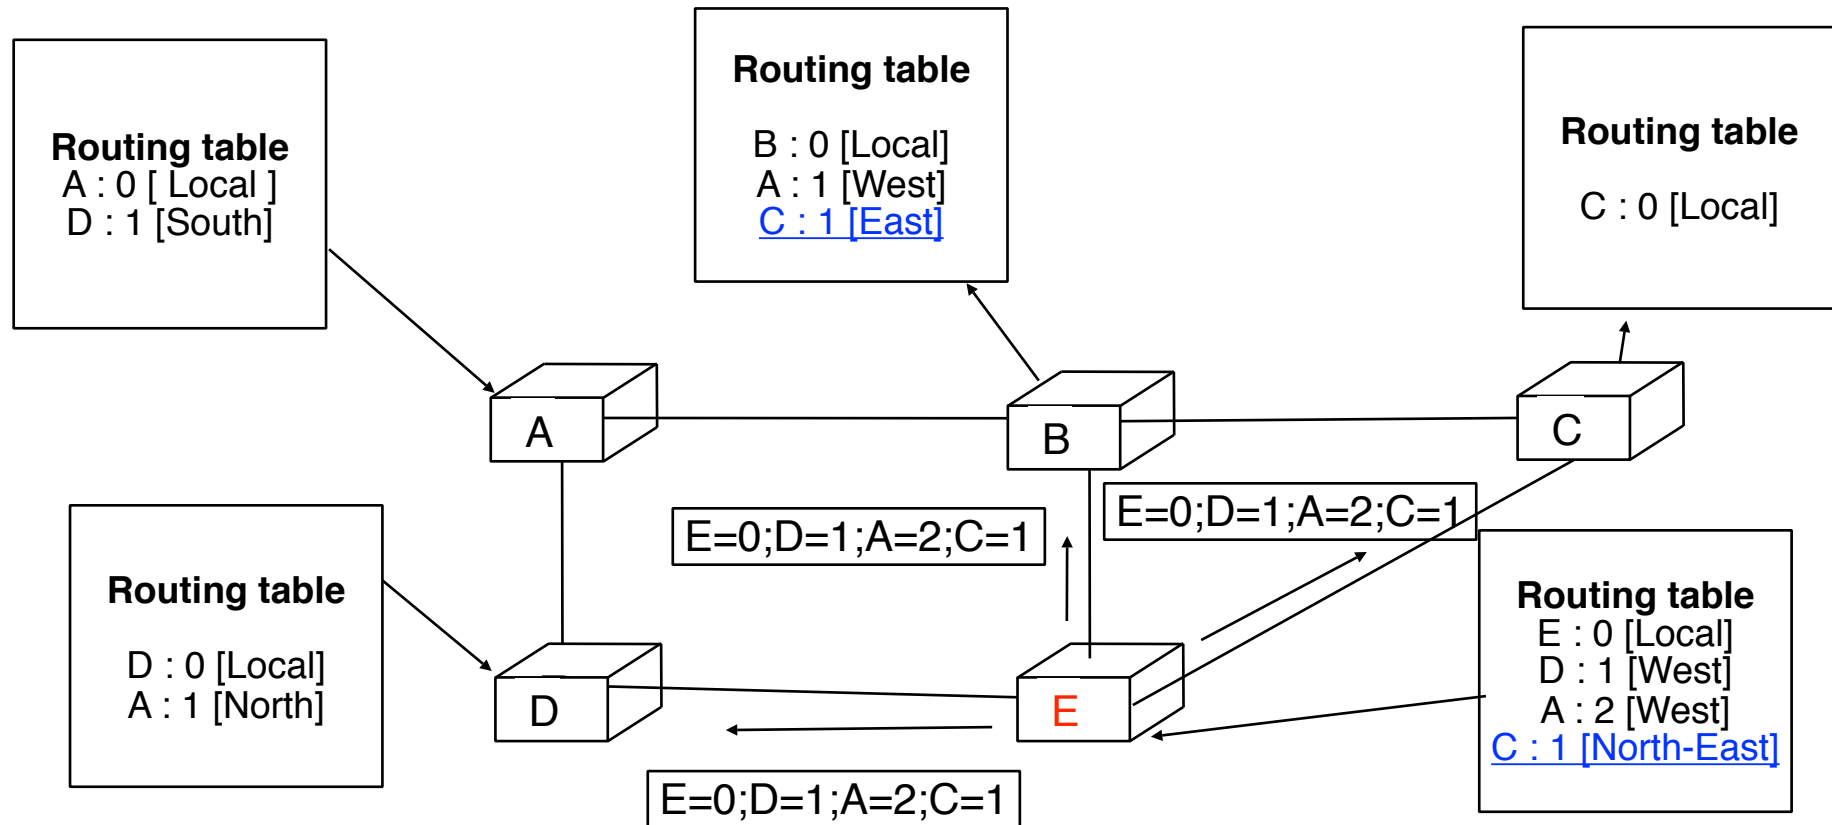 Routing table
A : 0 [ Local ]
D : 1 [South]
Routing table
B : 0 [Local]
A : 1 [West]
C : 1 [East]
Routing table
C : 0 [Local]
A
B
C
E=0;D=1;A=2;C=1
E=0;D=1;A=2;C=1
Routing table
D : 0 [Local]
A : 1 [North]
D
E
Routing table
E : 0 [Local]
D : 1 [West]
A : 2 [West]
C : 1 [North-East]
E=0;D=1;A=2;C=1